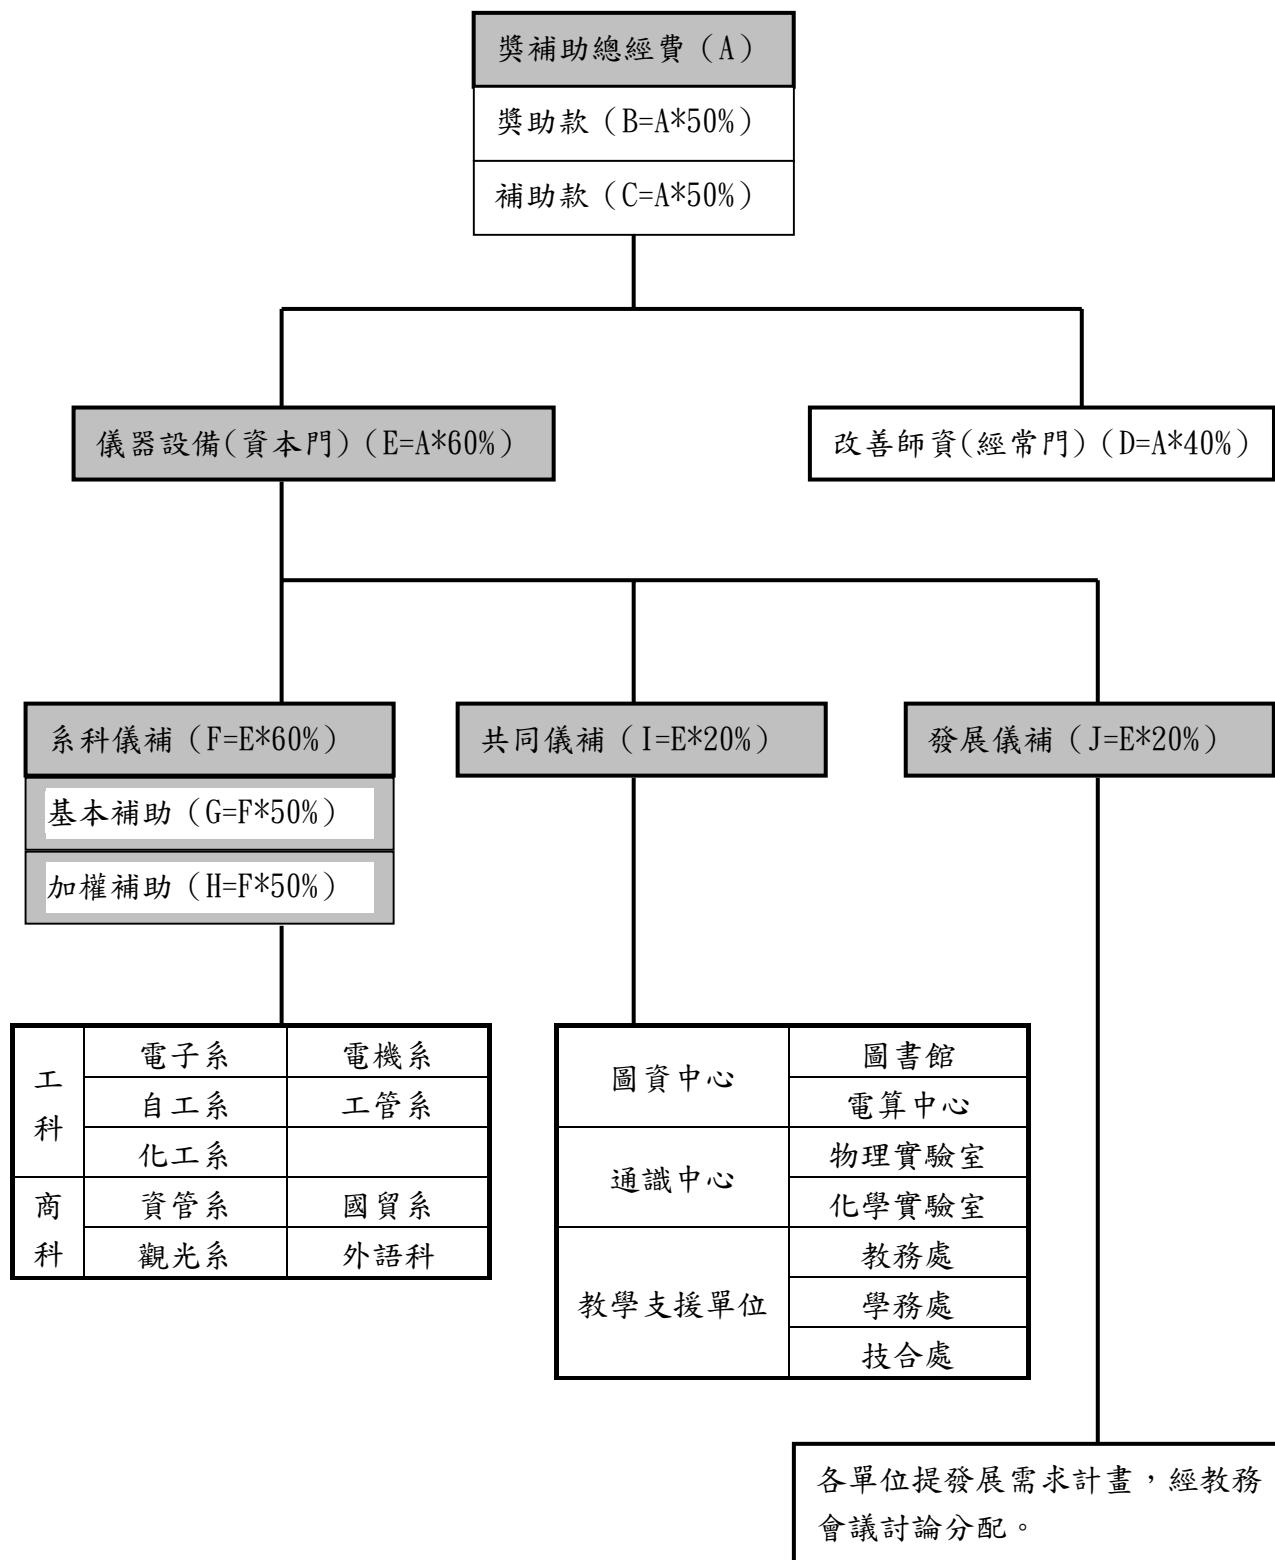 獎補助總經費（A）
獎助款（B=A*50%）
補助款（C=A*50%）
儀器設備(資本門)（E=A*60%）
改善師資(經常門)（D=A*40%）
系科儀補（F=E*60%）
共同儀補（I=E*20%）
發展儀補（J=E*20%）
基本補助（G=F*50%）
加權補助（H=F*50%）
工科
電子系
電機系
自工系
工管系
化工系
商科
資管系
國貿系
觀光系
外語科
圖資中心
圖書館
電算中心
通識中心
物理實驗室
化學實驗室
教學支援單位
教務處
學務處
技合處
各單位提發展需求計畫，經教務
會議討論分配。